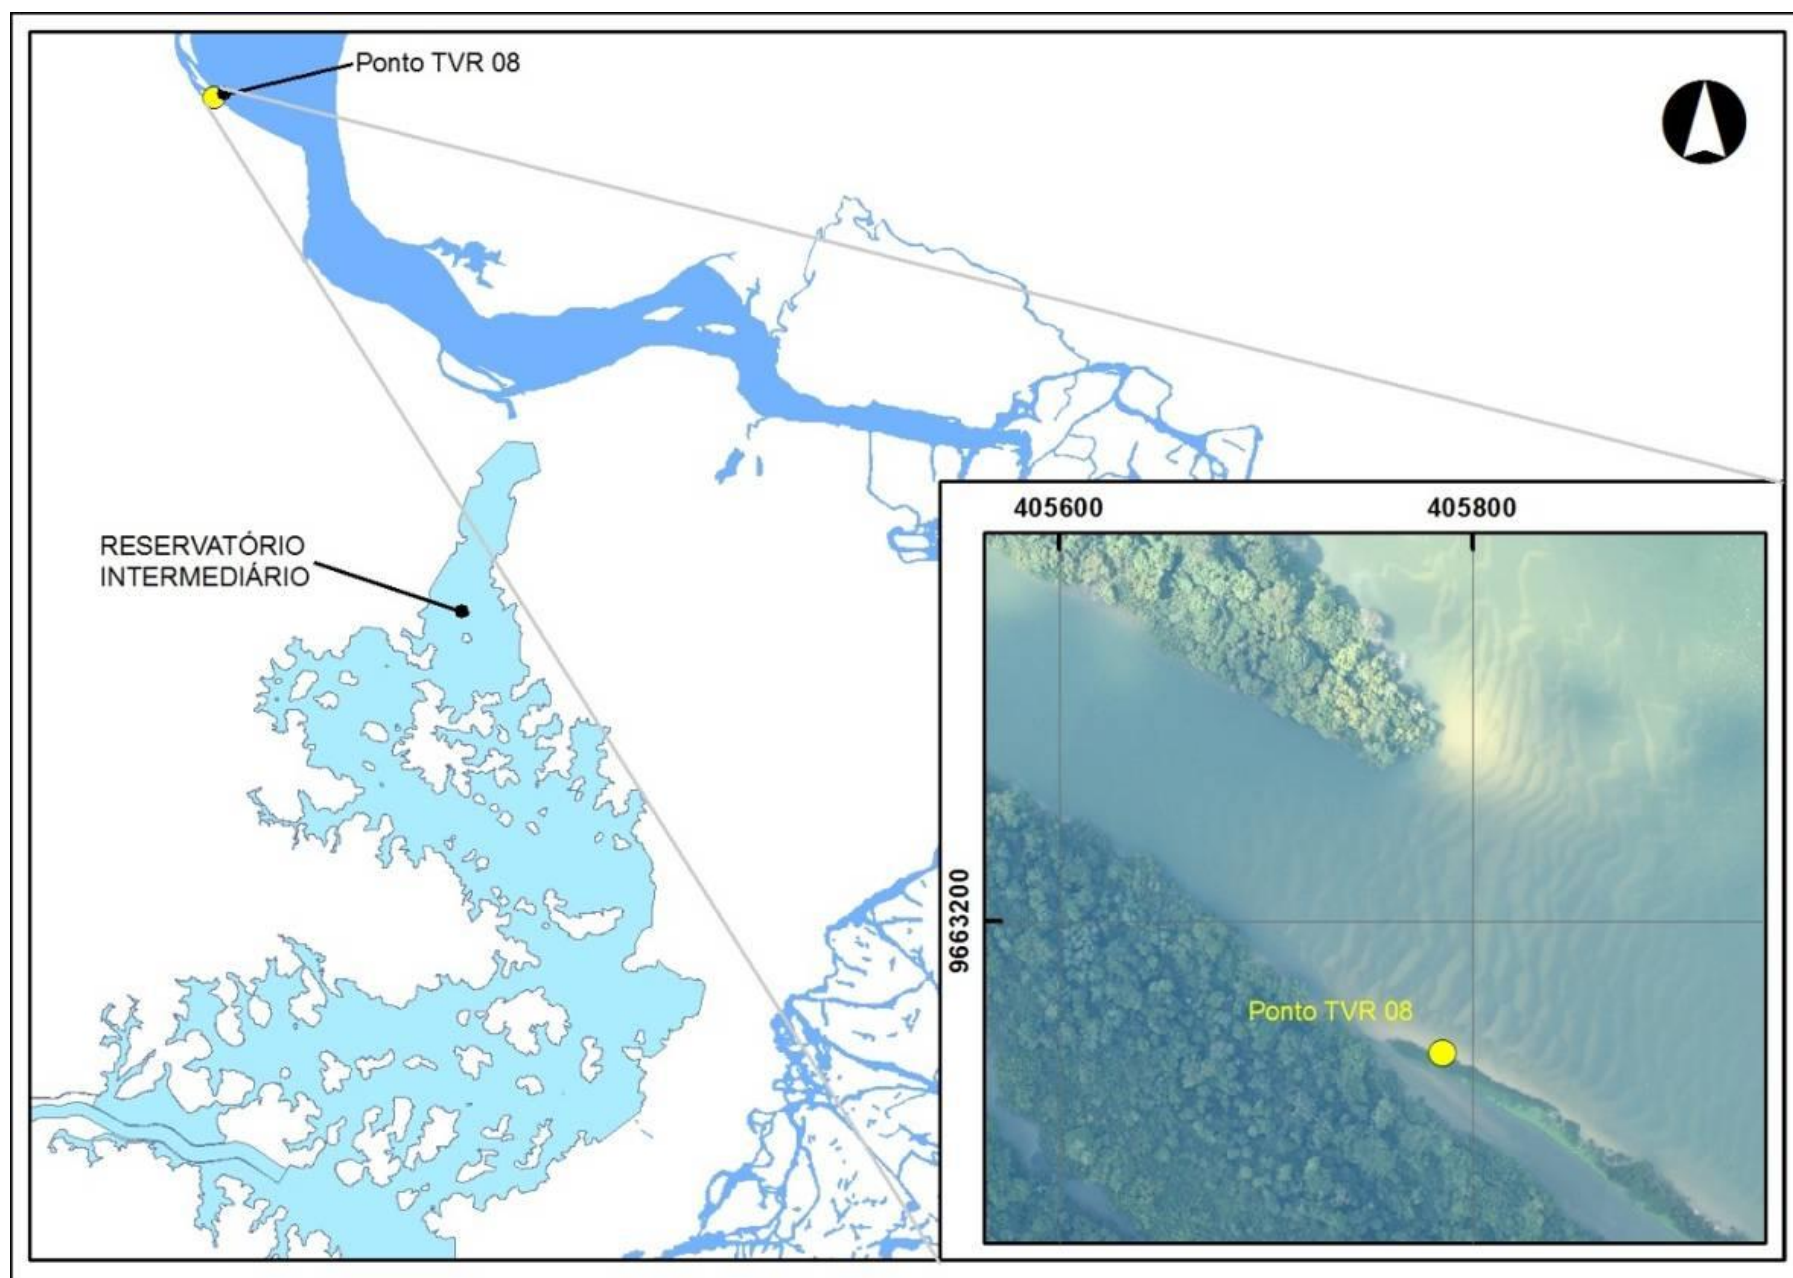 Ponto TVR 08
RESERVATÓRIO
INTERMEDIÁRIO
405600
405800
9663200
Ponto TVR 08